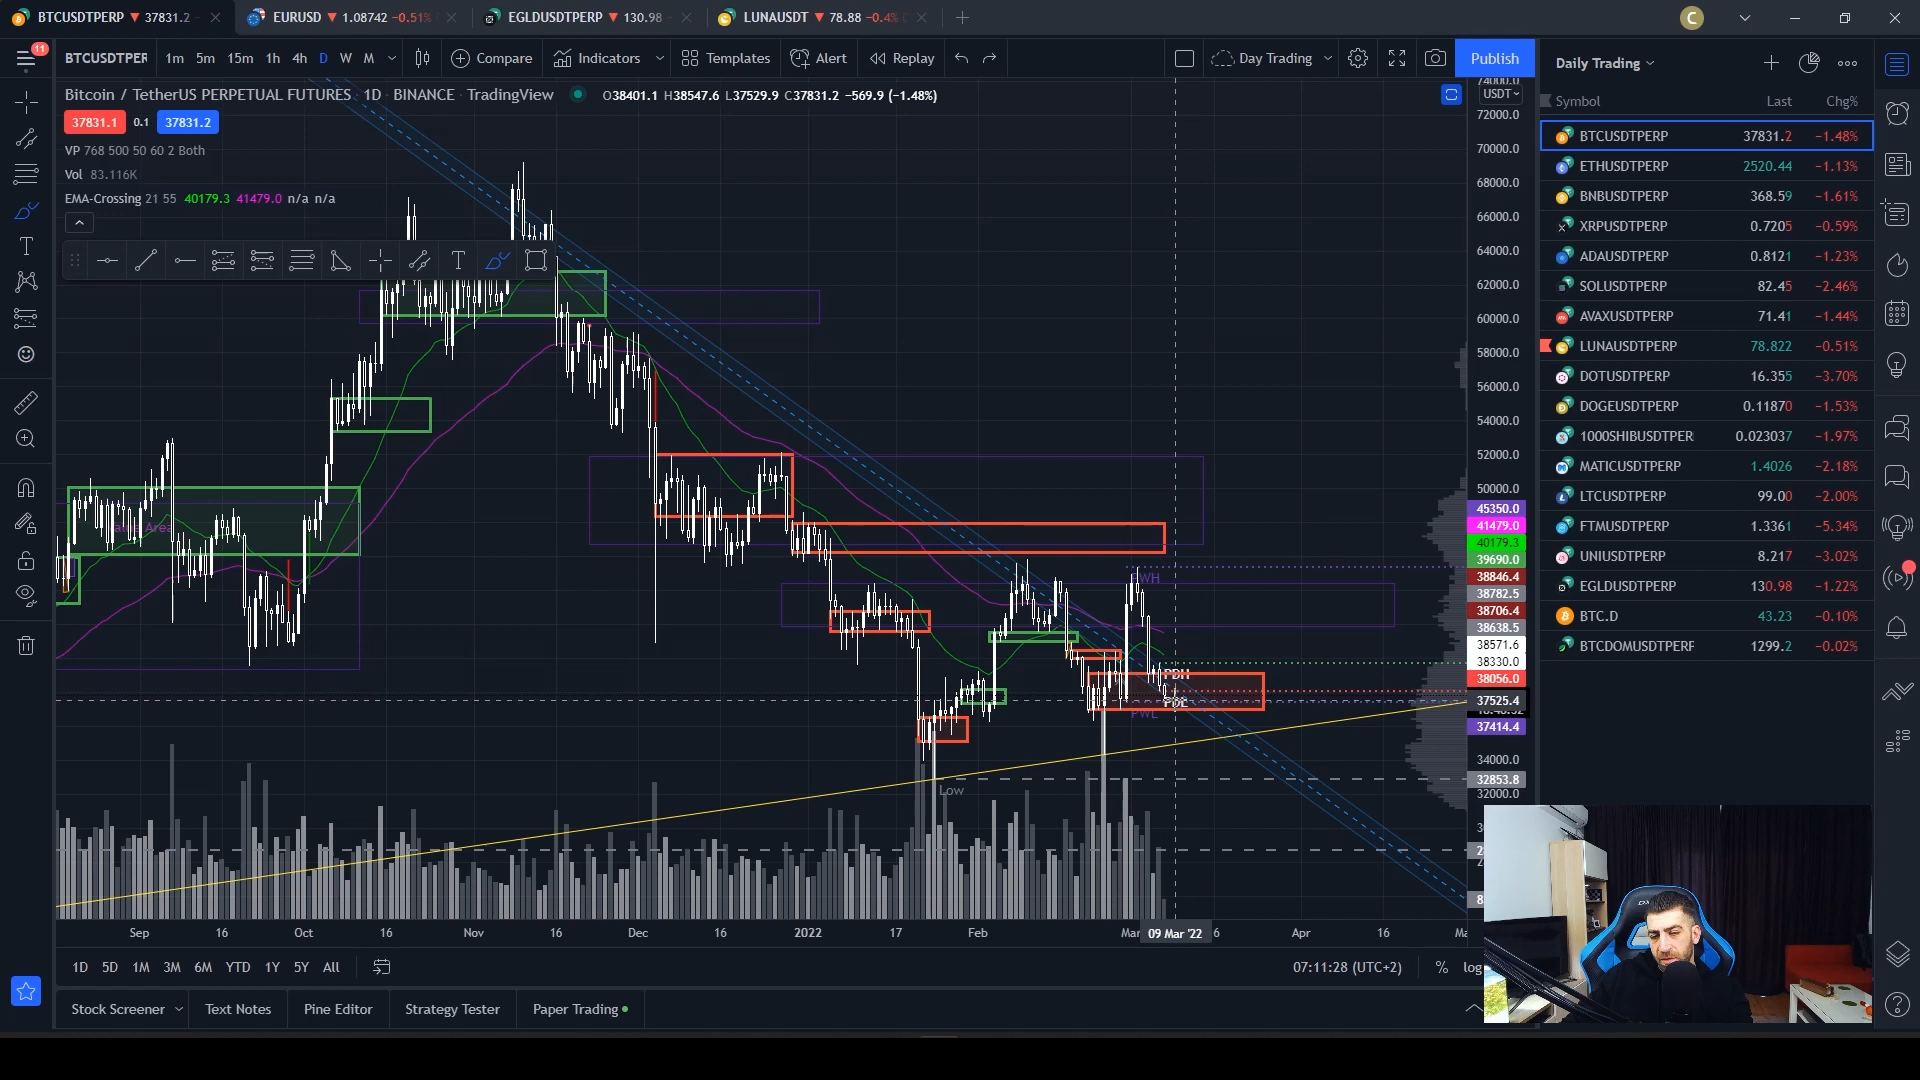 BTCUSDTPERP ▼ 37831.2 -
EURUSD ▼ 1.08742 −0.51%
EGLDUSDTPERP ▼ 130.98
LUNAUSDT ▼ 78.88 −0.4%
C
11
BTCUSDTPER
1m 5m 15m 1h 4h D W M
Compare
Indicators
Templates
Alert
Replay
Day Trading
Publish
Bitcoin / TetherUS PERPETUAL FUTURES · 1D · BINANCE · TradingView
O38401.1 H38547.6 L37529.9 C37831.2 −569.9 (−1.48%)
37831.1 0.1 37831.2
VP 768 500 50 60 2 Both
Vol 83.116K
EMA-Crossing 21 55 40179.3 41479.0 n/a n/a
Area
PWH
PDH
PWL
Low
74000.0
USDT
72000.0
70000.0
68000.0
66000.0
64000.0
62000.0
60000.0
58000.0
56000.0
54000.0
52000.0
50000.0
45350.0
41479.0
40179.3
39690.0
38846.4
38782.5
38706.4
38638.5
38571.6
38330.0
38056.0
37525.4
37414.4
34000.0
32853.8
32000.0
Sep 16 Oct 16 Nov 16 Dec 16 2022 17 Feb Mar 09 Mar '22 6 Apr 16 Ma
1D 5D 1M 3M 6M YTD 1Y 5Y All
07:11:28 (UTC+2) % log
Stock Screener
Text Notes
Pine Editor
Strategy Tester
Paper Trading
Daily Trading
Symbol Last Chg%
BTCUSDTPERP 37831.2 −1.48%
ETHUSDTPERP 2520.44 −1.13%
BNBUSDTPERP 368.59 −1.61%
XRPUSDTPERP 0.7205 −0.59%
ADAUSDTPERP 0.8121 −1.23%
SOLUSDTPERP 82.45 −2.46%
AVAXUSDTPERP 71.41 −1.44%
LUNAUSDTPERP 78.822 −0.51%
DOTUSDTPERP 16.355 −3.70%
DOGEUSDTPERP 0.11870 −1.53%
1000SHIBUSDTPER 0.023037 −1.97%
MATICUSDTPERP 1.4026 −2.18%
LTCUSDTPERP 99.00 −2.00%
FTMUSDTPERP 1.3361 −5.34%
UNIUSDTPERP 8.217 −3.02%
EGLDUSDTPERP 130.98 −1.22%
BTC.D 43.23 −0.10%
BTCDOMUSDTPERF 1299.2 −0.02%